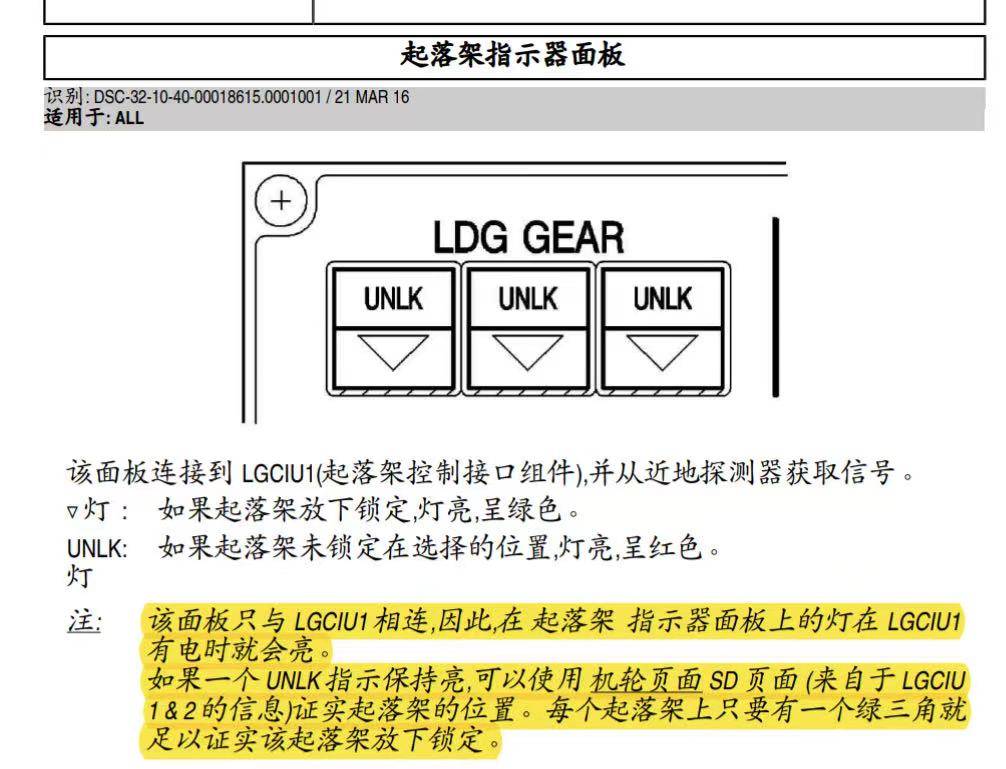 起落架指示器面板
识别: DSC-32-10-40-00018615.0001001 / 21 MAR 16
适用于: ALL
LDG GEAR
UNLK UNLK UNLK
该面板连接到 LGCIU1(起落架控制接口组件),并从近地探测器获取信号。
▽灯 : 如果起落架放下锁定,灯亮,呈绿色。
UNLK: 如果起落架未锁定在选择的位置,灯亮,呈红色。
灯
注: 该面板只与 LGCIU1 相连,因此,在 起落架 指示器面板上的灯在 LGCIU1
有电时就会亮。
如果一个 UNLK 指示保持亮,可以使用 机轮页面 SD 页面 (来自于 LGCIU
1 & 2 的信息)证实起落架的位置。每个起落架上只要有一个绿三角就
足以证实该起落架放下锁定。